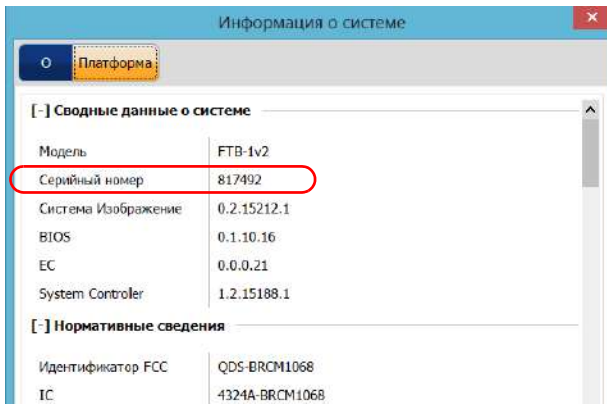 Информация о системе
О Платформа
[-] Сводные данные о системе
Модель FTB-1v2
Серийный номер 817492
Система Изображение 0.2.15212.1
BIOS 0.1.10.16
EC 0.0.0.21
System Controler 1.2.15188.1
[-] Нормативные сведения
Идентификатор FCC QDS-BRCM1068
IC 4324A-BRCM1068